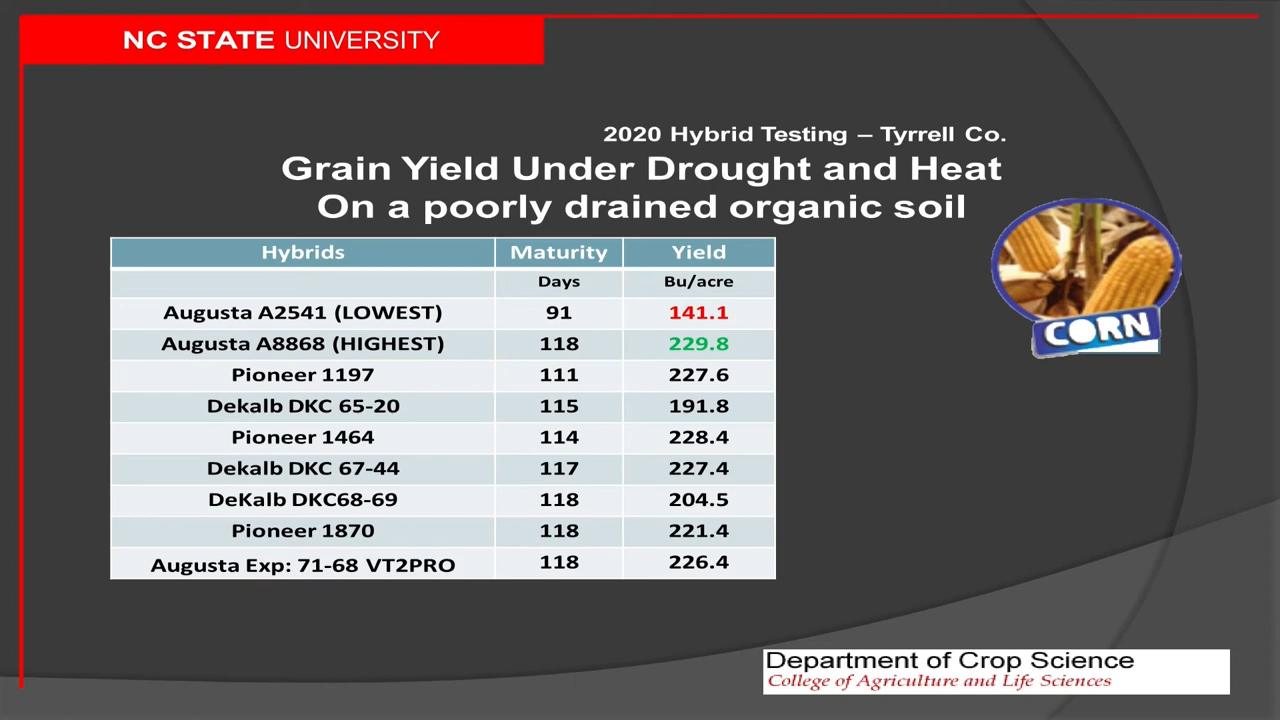 NC STATE UNIVERSITY
2020 Hybrid Testing – Tyrrell Co.
Grain Yield Under Drought and Heat
On a poorly drained organic soil
Hybrids Maturity Yield
Days Bu/acre
Augusta A2541 (LOWEST) 91 141.1
Augusta A8868 (HIGHEST) 118 229.8
Pioneer 1197 111 227.6
Dekalb DKC 65-20 115 191.8
Pioneer 1464 114 228.4
Dekalb DKC 67-44 117 227.4
DeKalb DKC68-69 118 204.5
Pioneer 1870 118 221.4
Augusta Exp: 71-68 VT2PRO 118 226.4
CORN
Department of Crop Science
College of Agriculture and Life Sciences